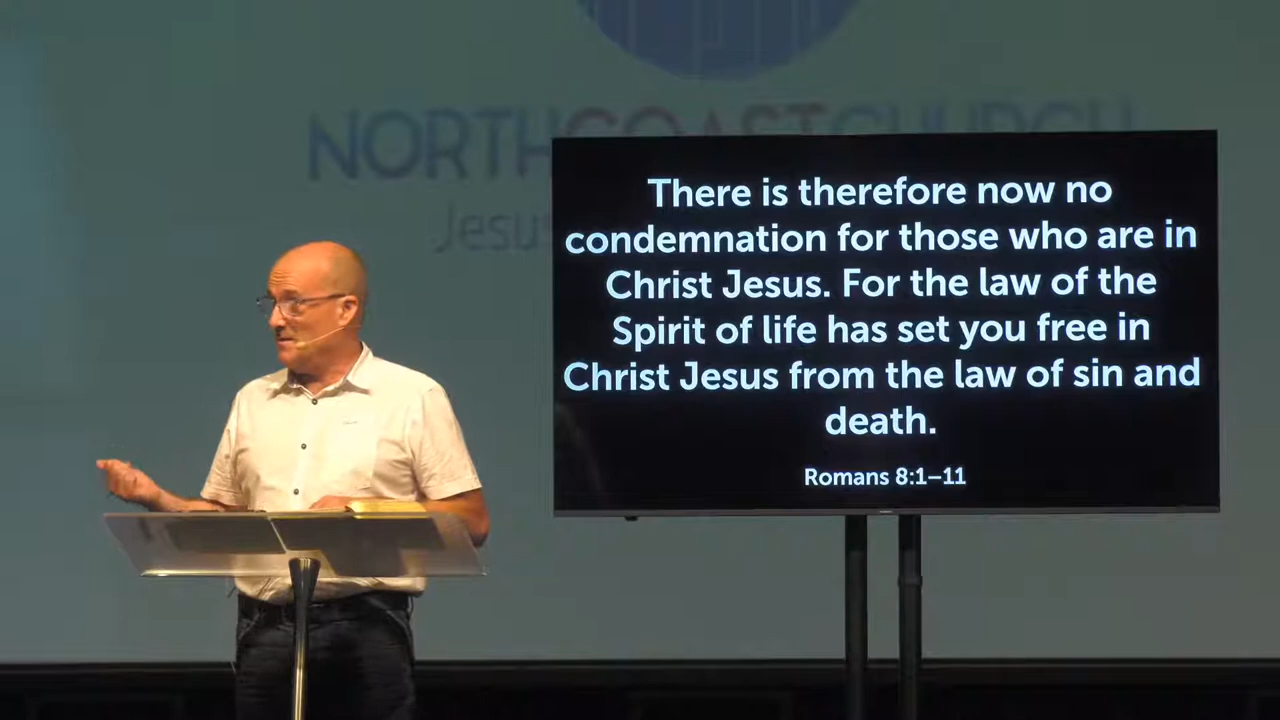 NORTHCOASTCHURCH
Jesus
There is therefore now no
condemnation for those who are in
Christ Jesus. For the law of the
Spirit of life has set you free in
Christ Jesus from the law of sin and
death.
Romans 8:1–11